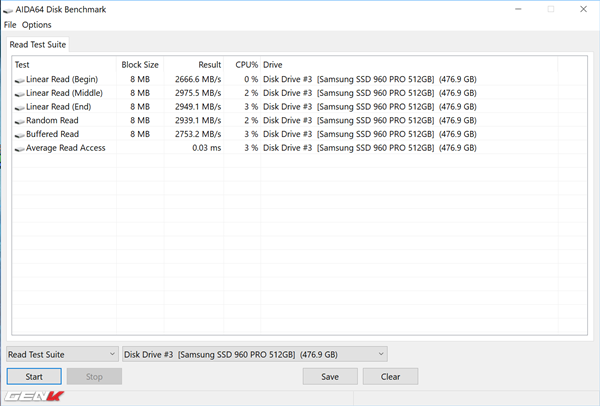 AIDA64 Disk Benchmark
File Options
Read Test Suite
Test Block Size Result CPU% Drive
Linear Read (Begin) 8 MB 2666.6 MB/s 0 % Disk Drive #3 [Samsung SSD 960 PRO 512GB] (476.9 GB)
Linear Read (Middle) 8 MB 2975.5 MB/s 2 % Disk Drive #3 [Samsung SSD 960 PRO 512GB] (476.9 GB)
Linear Read (End) 8 MB 2949.1 MB/s 3 % Disk Drive #3 [Samsung SSD 960 PRO 512GB] (476.9 GB)
Random Read 8 MB 2939.1 MB/s 2 % Disk Drive #3 [Samsung SSD 960 PRO 512GB] (476.9 GB)
Buffered Read 8 MB 2753.2 MB/s 3 % Disk Drive #3 [Samsung SSD 960 PRO 512GB] (476.9 GB)
Average Read Access 0.03 ms 3 % Disk Drive #3 [Samsung SSD 960 PRO 512GB] (476.9 GB)
Read Test Suite Disk Drive #3 [Samsung SSD 960 PRO 512GB] (476.9 GB)
Start Stop Save Clear
GENK